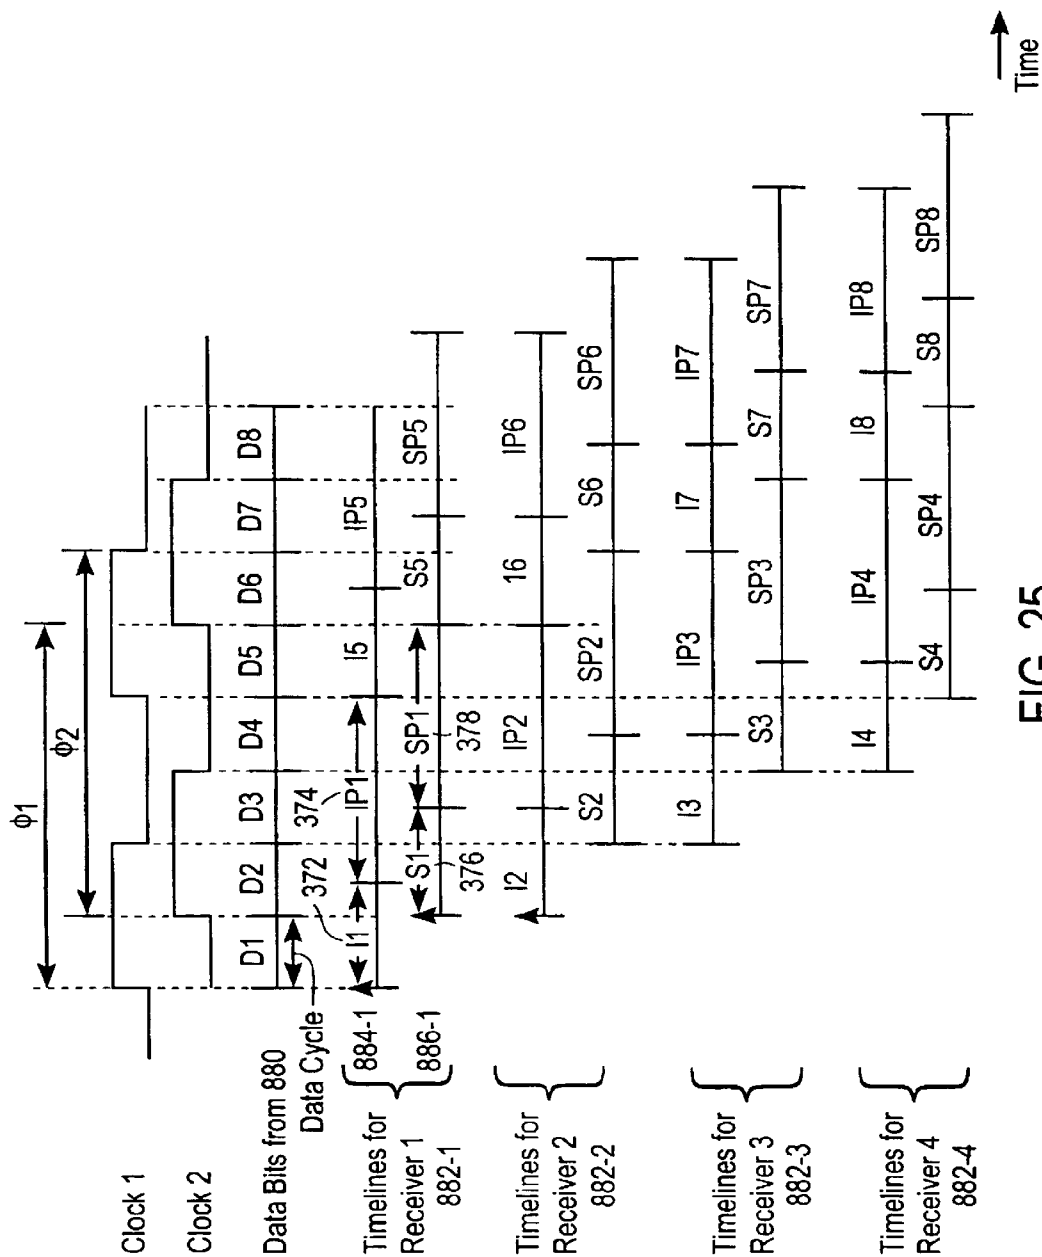 ϕ1
ϕ2
Clock 1
Clock 2
Data Bits from 880
D1 D2 D3 D4 D5 D6 D7 D8
Data Cycle
372 374
Timelines for
Receiver 1
882-1
884-1
I1 IP1 I5 IP5
886-1
S1 SP1 S5 SP5
376 378
Timelines for
Receiver 2
882-2
I2 IP2 16 IP6
S2 SP2 S6 SP6
Timelines for
Receiver 3
882-3
I3 IP3 I7 IP7
S3 SP3 S7 SP7
Timelines for
Receiver 4
882-4
I4 IP4 I8 IP8
S4 SP4 S8 SP8
Time
FIG. 25